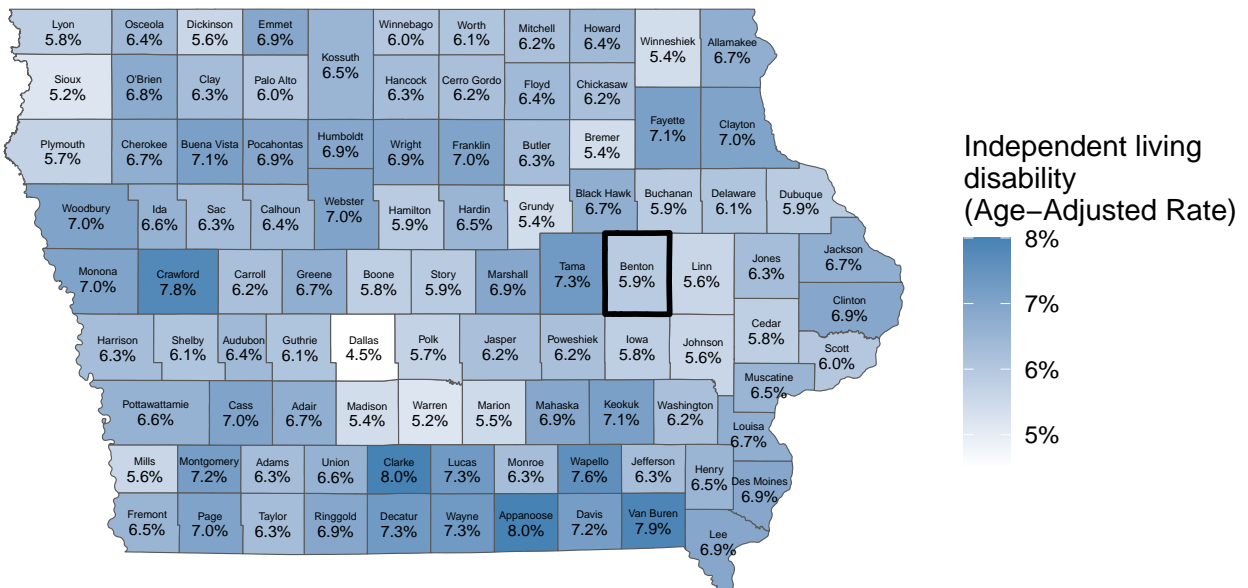 Lyon
5.8%
Osceola
6.4%
Dickinson
5.6%
Emmet
6.9%
Kossuth
6.5%
Winnebago
6.0%
Worth
6.1%
Mitchell
6.2%
Howard
6.4%
Winneshiek
5.4%
Allamakee
6.7%
Sioux
5.2%
O'Brien
6.8%
Clay
6.3%
Palo Alto
6.0%
Hancock
6.3%
Cerro Gordo
6.2%
Floyd
6.4%
Chickasaw
6.2%
Fayette
7.1%
Clayton
7.0%
Plymouth
5.7%
Cherokee
6.7%
Buena Vista
7.1%
Pocahontas
6.9%
Humboldt
6.9%
Wright
6.9%
Franklin
7.0%
Butler
6.3%
Bremer
5.4%
Woodbury
7.0%
Ida
6.6%
Sac
6.3%
Calhoun
6.4%
Webster
7.0%
Hamilton
5.9%
Hardin
6.5%
Grundy
5.4%
Black Hawk
6.7%
Buchanan
5.9%
Delaware
6.1%
Dubuque
5.9%
Monona
7.0%
Crawford
7.8%
Carroll
6.2%
Greene
6.7%
Boone
5.8%
Story
5.9%
Marshall
6.9%
Tama
7.3%
Benton
5.9%
Linn
5.6%
Jones
6.3%
Jackson
6.7%
Clinton
6.9%
Harrison
6.3%
Shelby
6.1%
Audubon
6.4%
Guthrie
6.1%
Dallas
4.5%
Polk
5.7%
Jasper
6.2%
Poweshiek
6.2%
Iowa
5.8%
Johnson
5.6%
Cedar
5.8%
Scott
6.0%
Muscatine
6.5%
Pottawattamie
6.6%
Cass
7.0%
Adair
6.7%
Madison
5.4%
Warren
5.2%
Marion
5.5%
Mahaska
6.9%
Keokuk
7.1%
Washington
6.2%
Louisa
6.7%
Mills
5.6%
Montgomery
7.2%
Adams
6.3%
Union
6.6%
Clarke
8.0%
Lucas
7.3%
Monroe
6.3%
Wapello
7.6%
Jefferson
6.3%
Henry
6.5%
Des Moines
6.9%
Fremont
6.5%
Page
7.0%
Taylor
6.3%
Ringgold
6.9%
Decatur
7.3%
Wayne
7.3%
Appanoose
8.0%
Davis
7.2%
Van Buren
7.9%
Lee
6.9%
Independent living
disability
(Age−Adjusted Rate)
8%
7%
6%
5%